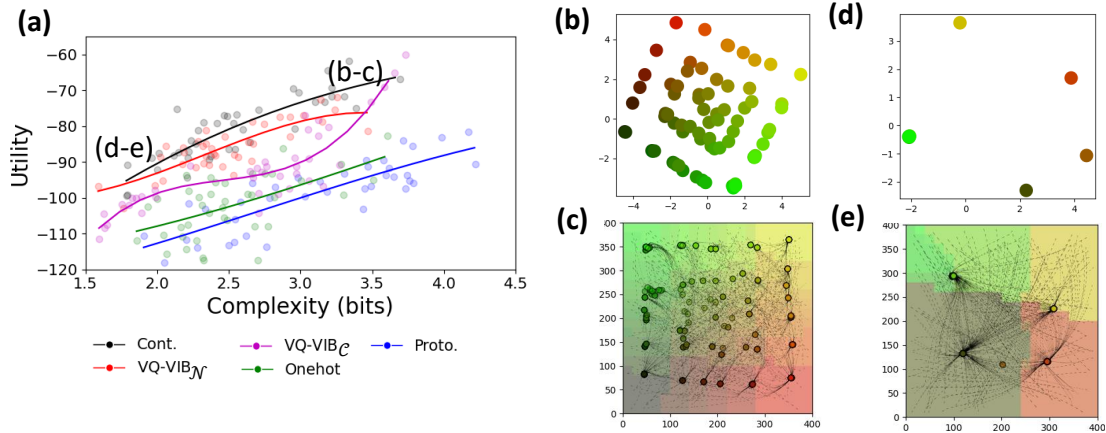 (a)
Utility
−60
−70
−80
−90
−100
−110
−120
(b-c)
(d-e)
1.5 2.0 2.5 3.0 3.5 4.0 4.5
Complexity (bits)
Cont. VQ-VIB𝒞 Proto.
VQ-VIB𝒩 Onehot
(b)
4
2
0
−2
−4 −2 0 2 4
(d)
3
2
1
0
−1
−2
−2 0 2 4
(c)
400
350
300
250
200
150
100
50
0
0 100 200 300 400
(e)
400
350
300
250
200
150
100
50
0
100 200 300 400